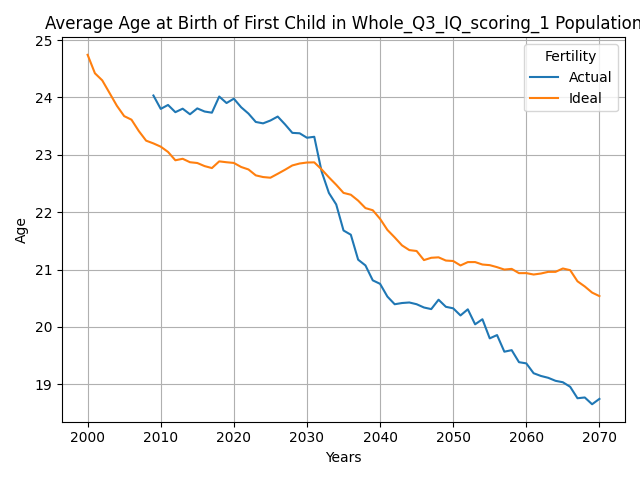 Average Age at Birth of First Child in Whole_Q3_IQ_scoring_1 Population
Fertility
Actual
Ideal
25
24
23
22
21
20
19
Age
2000 2010 2020 2030 2040 2050 2060 2070
Years